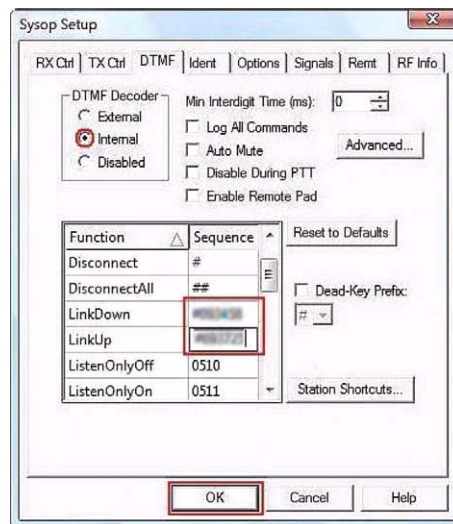 Sysop Setup
RX Ctrl TX Ctrl DTMF Ident Options Signals Remt RF Info
DTMF Decoder
External
Internal
Disabled
Min Interdigit Time (ms): 0
Log All Commands
Auto Mute
Disable During PTT
Enable Remote Pad
Advanced...
Function Sequence
Disconnect #
DisconnectAll ##
LinkDown
LinkUp
ListenOnlyOff 0510
ListenOnlyOn 0511
Reset to Defaults
Dead-Key Prefix:
#
Station Shortcuts...
OK Cancel Help